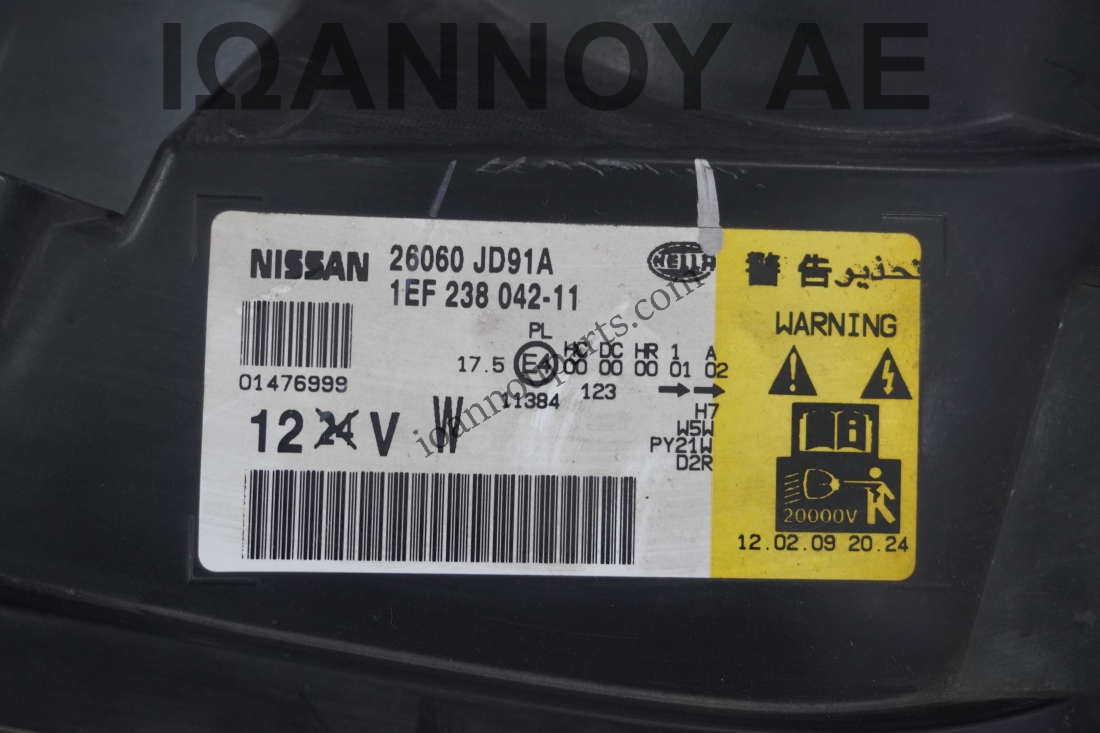 ΙΩΑΝΝΟΥ ΑΕ
NISSAN 26060 JD91A
1EF 238 042-11
HELLA
警告 تحذير
WARNING
PL
17.5 E4 HC DC HR 1 A
00 00 00 01 02
11384 123
01476999
12 24 V W
H7
W5W
PY21W
D2R
20000V
12.02.09 20.24
ioannouparts.com